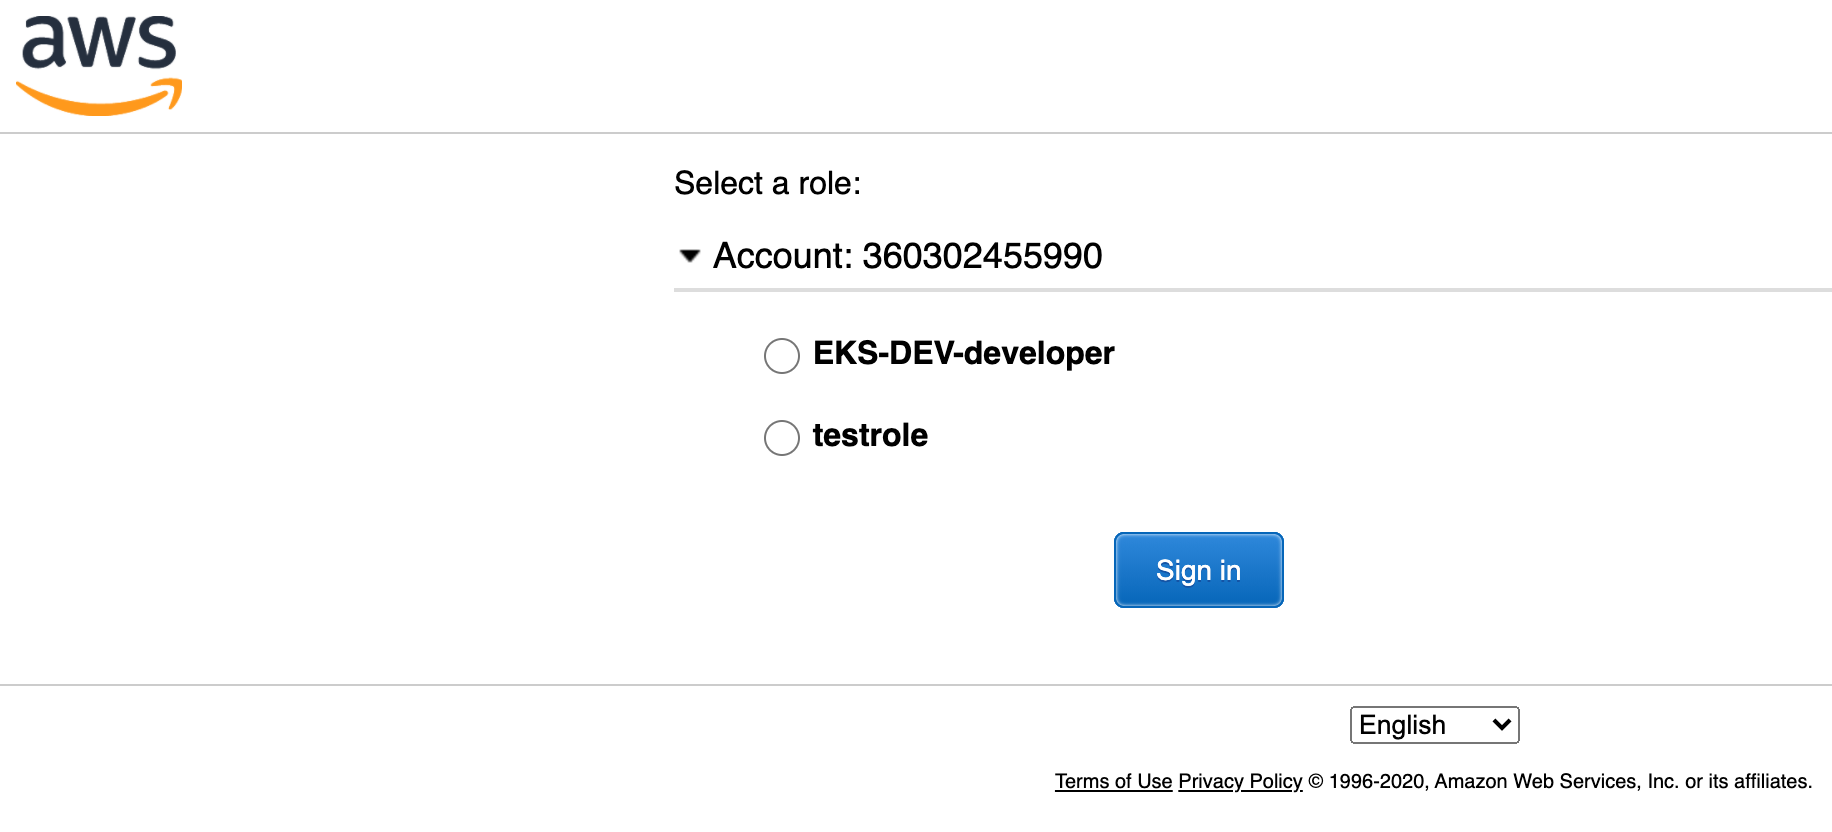 aws
Select a role:
Account: 360302455990
EKS-DEV-developer
testrole
Sign in
English
Terms of Use Privacy Policy © 1996-2020, Amazon Web Services, Inc. or its affiliates.